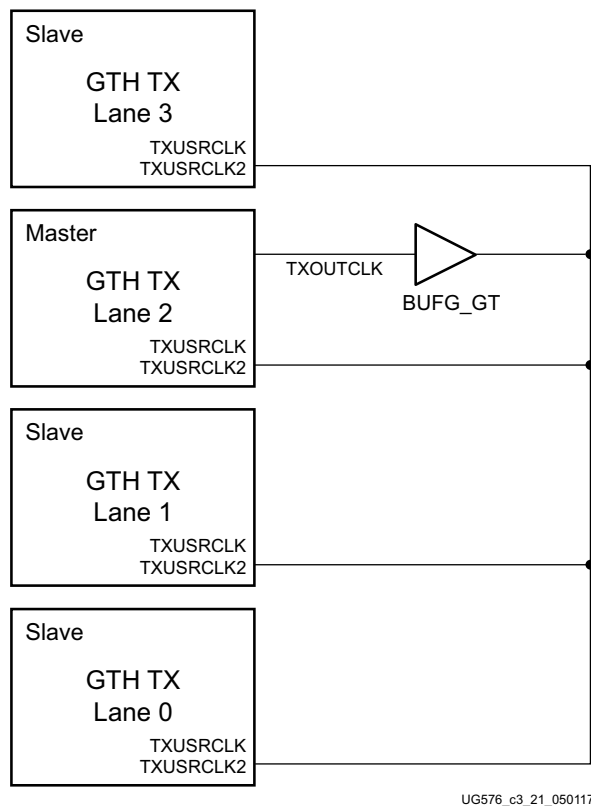 Slave
GTH TX
Lane 3
TXUSRCLK
TXUSRCLK2
Master
GTH TX
Lane 2
TXOUTCLK
BUFG_GT
TXUSRCLK
TXUSRCLK2
Slave
GTH TX
Lane 1
TXUSRCLK
TXUSRCLK2
Slave
GTH TX
Lane 0
TXUSRCLK
TXUSRCLK2
UG576_c3_21_050117